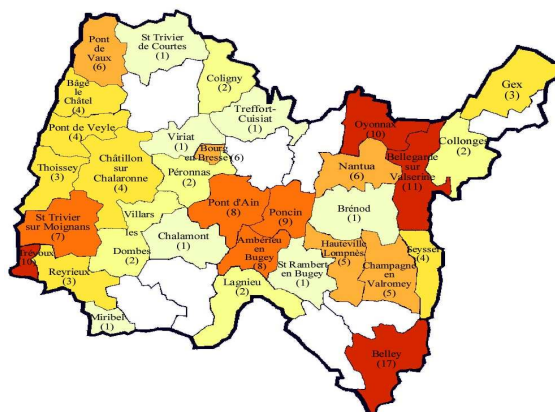 Pont
de
Vaux
(6)
St Trivier
de Courtes
(1)
Coligny
(2)
Gex
(3)
Bâgé
le
Châtel
(4)
Treffort-
Cuisiat
(1)
Oyonnax
(10)
Pont de Veyle
(4)
Viriat
(1)
Bourg
en Bresse (6)
Collonges
(2)
Bellegarde
sur
Valserine
(11)
Châtillon
sur
Chalaronne
(4)
Thoissey
(3)
Péronnas
(2)
Nantua
(6)
Pont d'Ain
(8)
Poncin
(9)
Brénod
(1)
St Trivier
sur Moignans
(7)
Villars
les
Dombes
(2)
Chalamont
(1)
Ambérieu
en
Bugey
(8)
Hauteville
Lompnès
(5)
Seyssel
(4)
Trévoux
(10)
Reyrieux
(3)
St Rambert
en Bugey
(1)
Champagne
en
Valromey
(5)
Lagnieu
(2)
Miribel
(1)
Belley
(17)